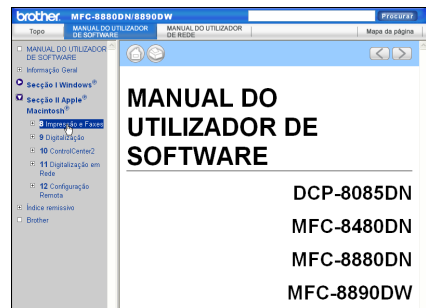 brother MFC-8880DN/8890DW
Procurar
Topo
MANUAL DO UTILIZADOR DE SOFTWARE
MANUAL DO UTILIZADOR DE REDE
Mapa da página
MANUAL DO UTILIZADOR DE SOFTWARE
Informação Geral
Secção I Windows®
Secção II Apple® Macintosh®
8 Impressão e Faxes
9 Digitalização
10 ControlCenter2
11 Digitalização em Rede
12 Configuração Remota
Índice remissivo
Brother
MANUAL DO
UTILIZADOR DE
SOFTWARE
DCP-8085DN
MFC-8480DN
MFC-8880DN
MFC-8890DW